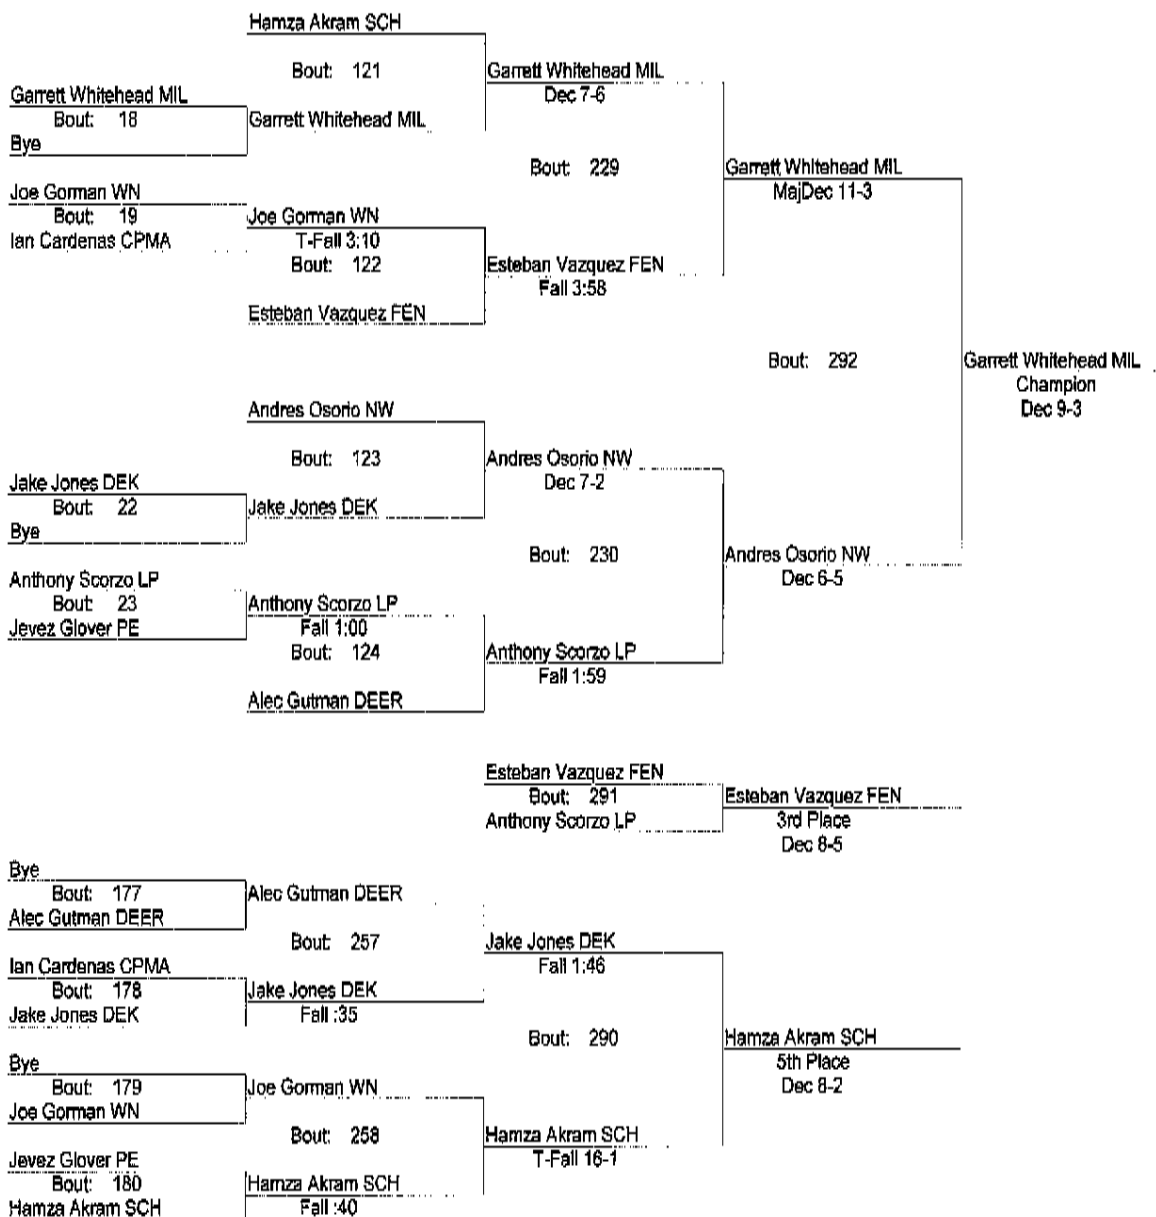 Hamza Akram SCH
Bout: 121
Garrett Whitehead MIL
Dec 7-6
Garrett Whitehead MIL
Bout: 18
Garrett Whitehead MIL
Bye
Bout: 229
Garrett Whitehead MIL
MajDec 11-3
Joe Gorman WN
Bout: 19
Joe Gorman WN
Ian Cardenas CPMA
T-Fall 3:10
Bout: 122
Esteban Vazquez FEN
Fall 3:58
Esteban Vazquez FEN
Bout: 292
Garrett Whitehead MIL
Champion
Dec 9-3
Andres Osorio NW
Bout: 123
Andres Osorio NW
Dec 7-2
Jake Jones DEK
Bout: 22
Jake Jones DEK
Bye
Bout: 230
Andres Osorio NW
Dec 6-5
Anthony Scorzo LP
Bout: 23
Anthony Scorzo LP
Jevez Glover PE
Fall 1:00
Bout: 124
Anthony Scorzo LP
Fall 1:59
Alec Gutman DEER
Esteban Vazquez FEN
Bout: 291
Esteban Vazquez FEN
Anthony Scorzo LP
3rd Place
Dec 8-5
Bye
Bout: 177
Alec Gutman DEER
Alec Gutman DEER
Bout: 257
Jake Jones DEK
Fall 1:46
Ian Cardenas CPMA
Bout: 178
Jake Jones DEK
Jake Jones DEK
Fall :35
Bout: 290
Hamza Akram SCH
5th Place
Dec 8-2
Bye
Bout: 179
Joe Gorman WN
Joe Gorman WN
Bout: 258
Hamza Akram SCH
T-Fall 16-1
Jevez Glover PE
Bout: 180
Hamza Akram SCH
Hamza Akram SCH
Fall :40